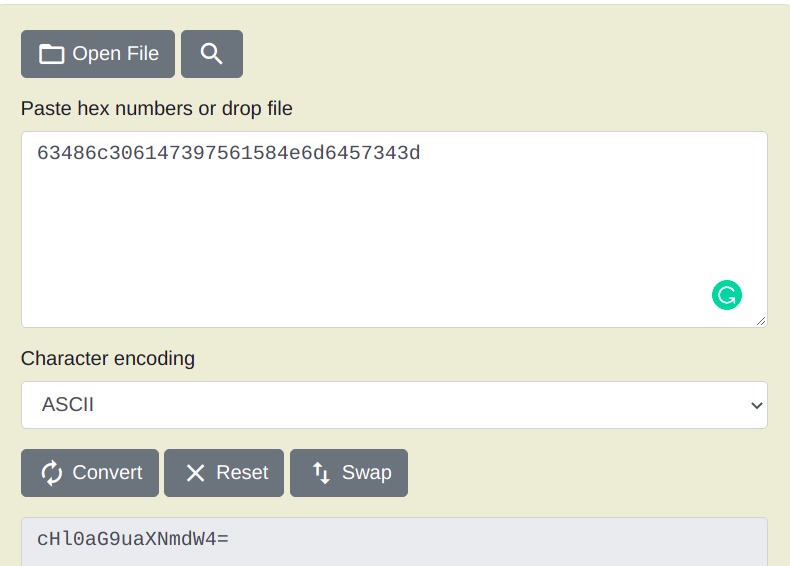 Open File
Paste hex numbers or drop file
63486c306147397561584e6d6457343d
Character encoding
ASCII
Convert Reset Swap
cHl0aG9uaXNmdW4=